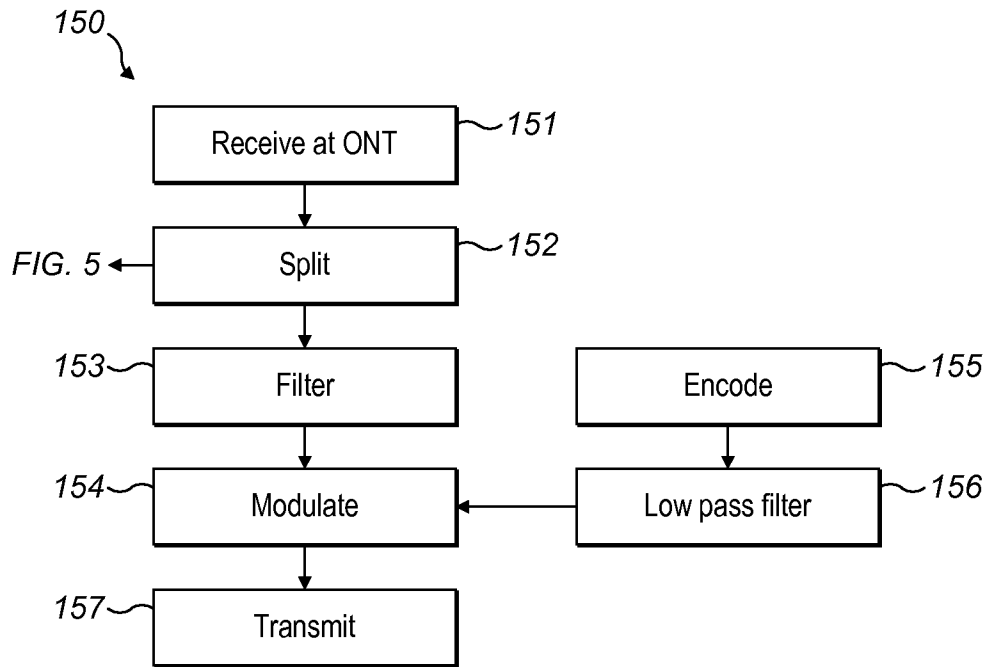 150
Receive at ONT
151
FIG. 5
Split
152
153
Filter
Encode
155
154
Modulate
Low pass filter
156
157
Transmit